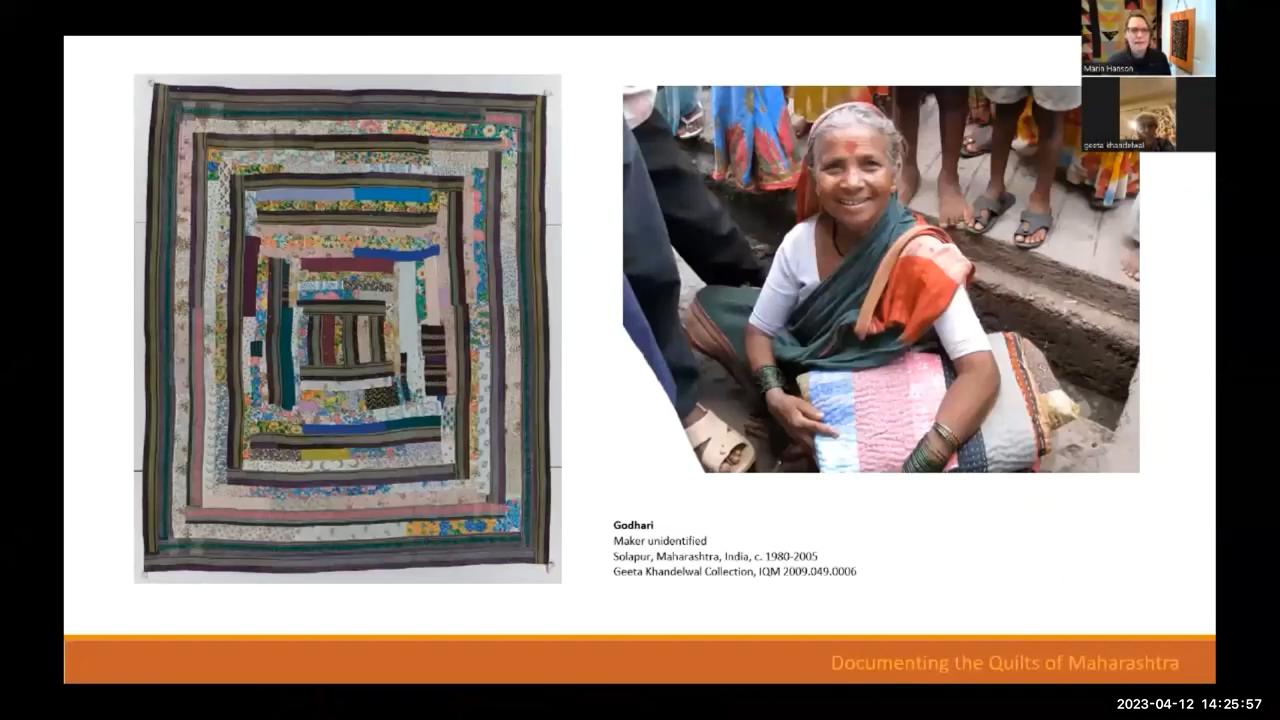 Marin Hanson
geeta khandelwal
Godhari
Maker unidentified
Solapur, Maharashtra, India, c. 1980-2005
Geeta Khandelwal Collection, IQM 2009.049.0006
Documenting the Quilts of Maharashtra
2023-04-12 14:25:57